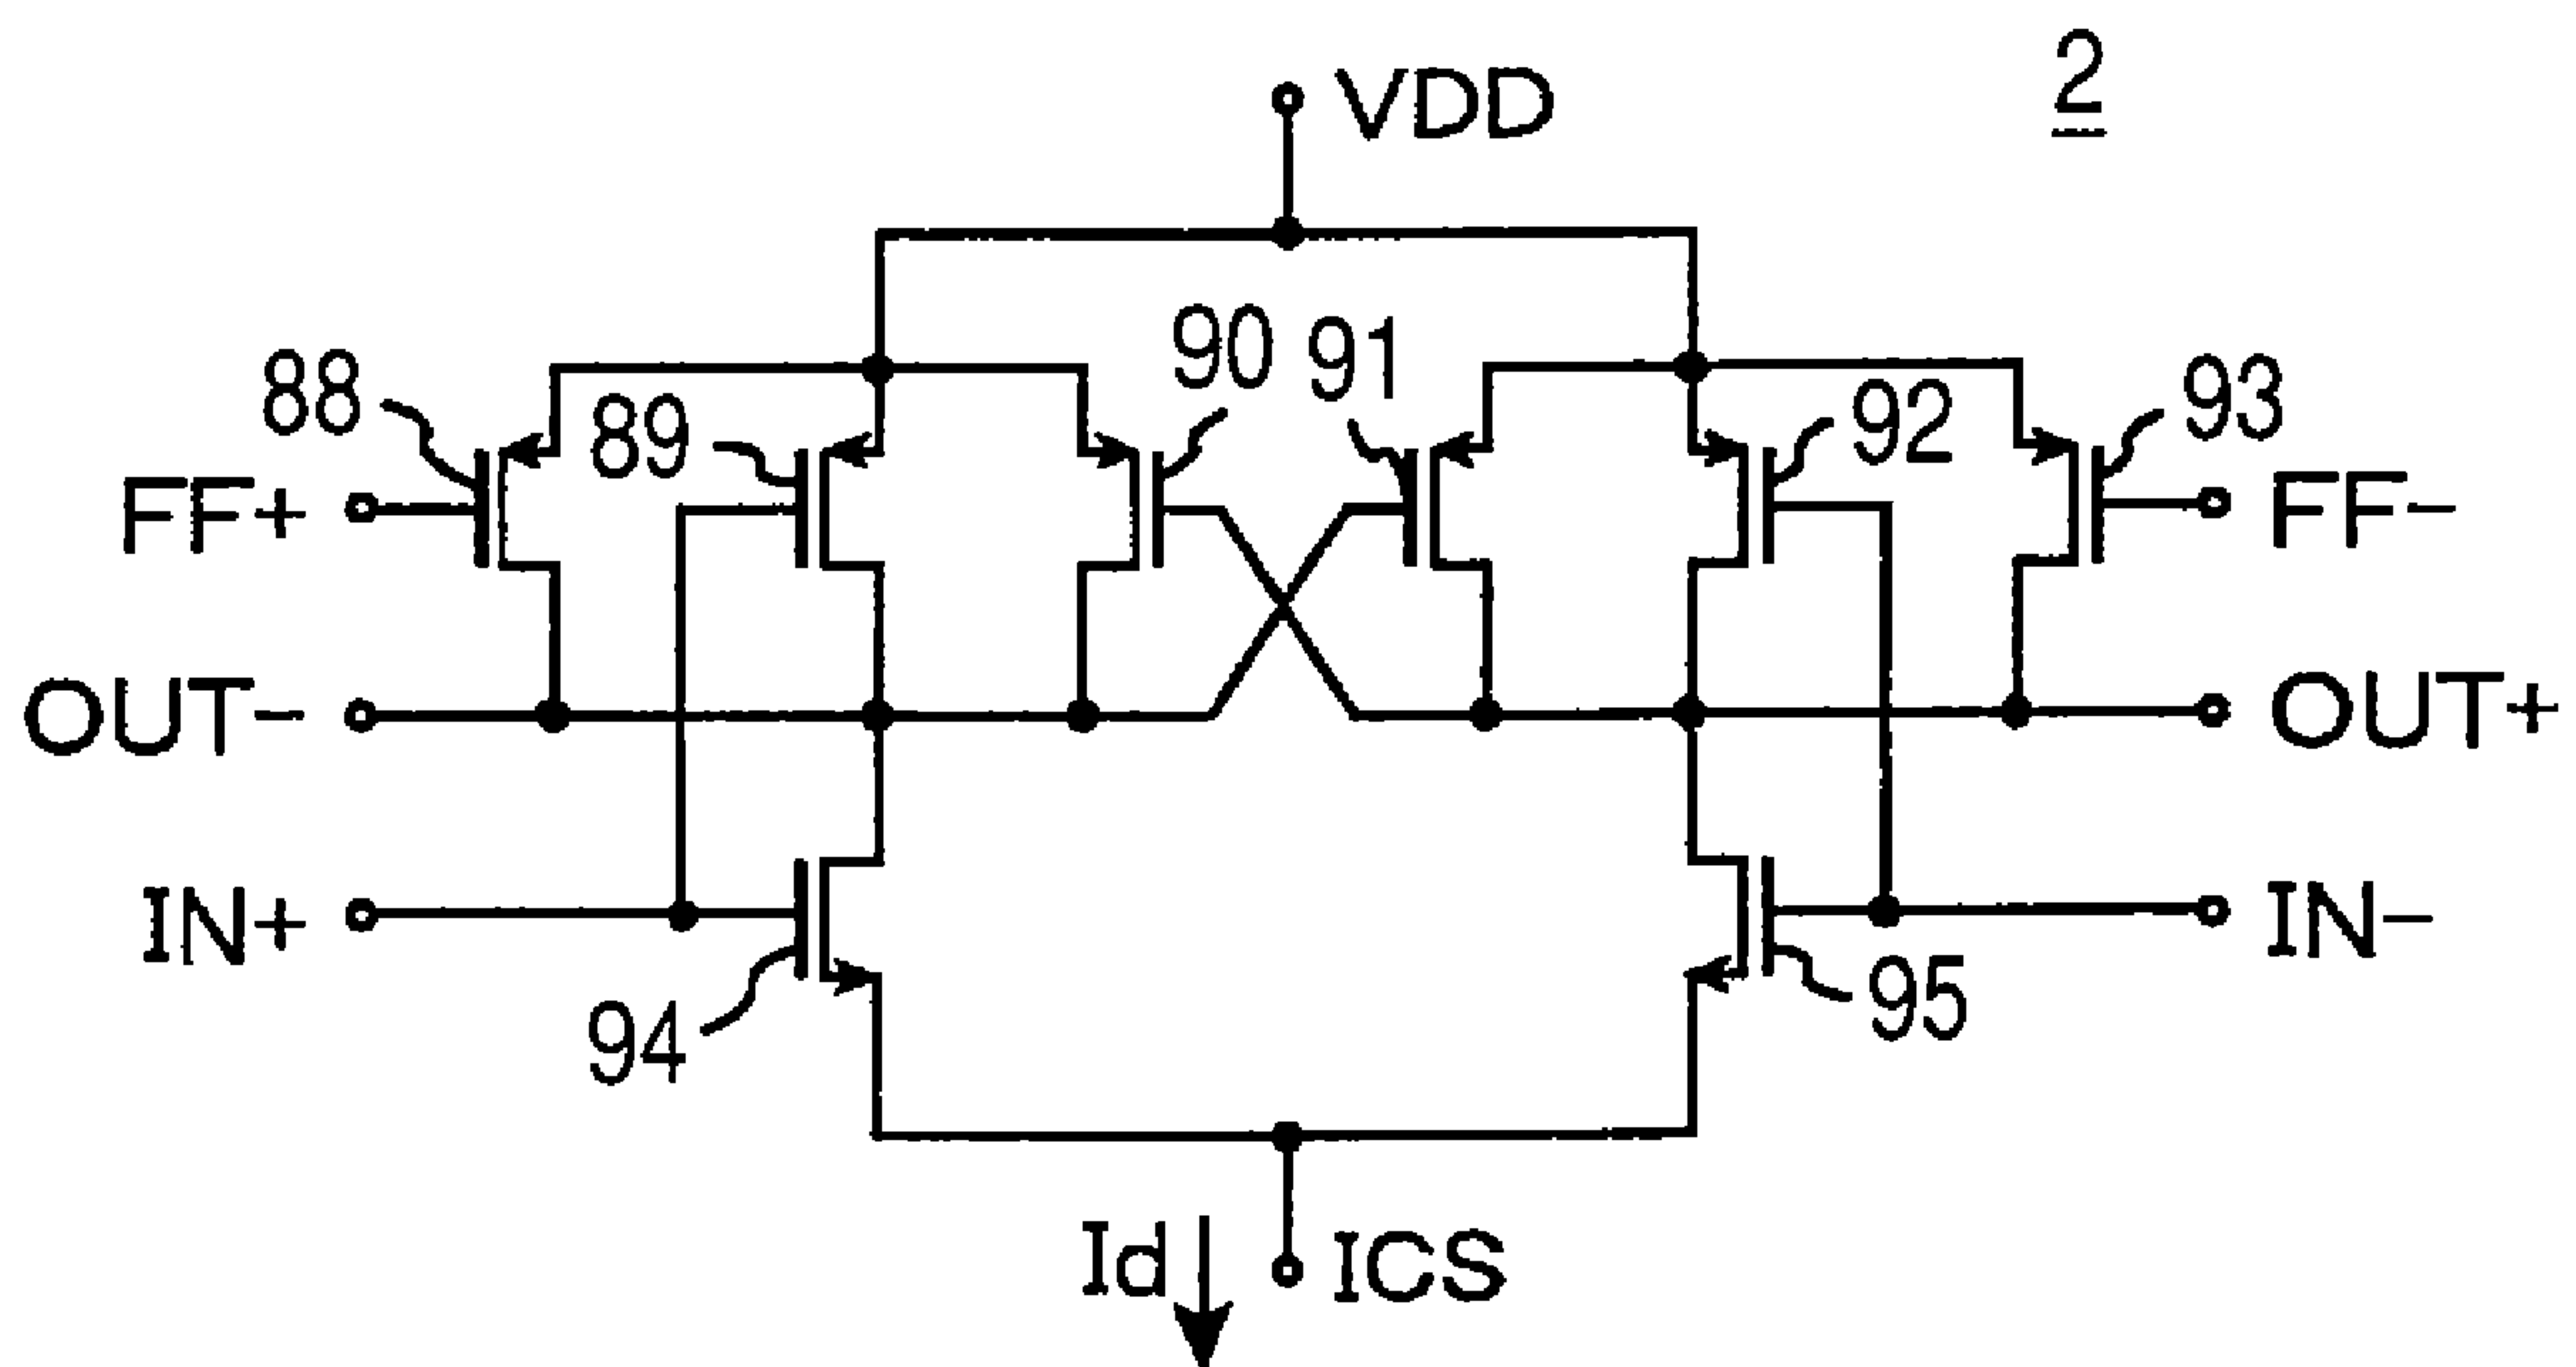 2
VDD
90 91
88 89 92 93
FF+ FF-
OUT- OUT+
IN+ IN-
94 95
Id ICS